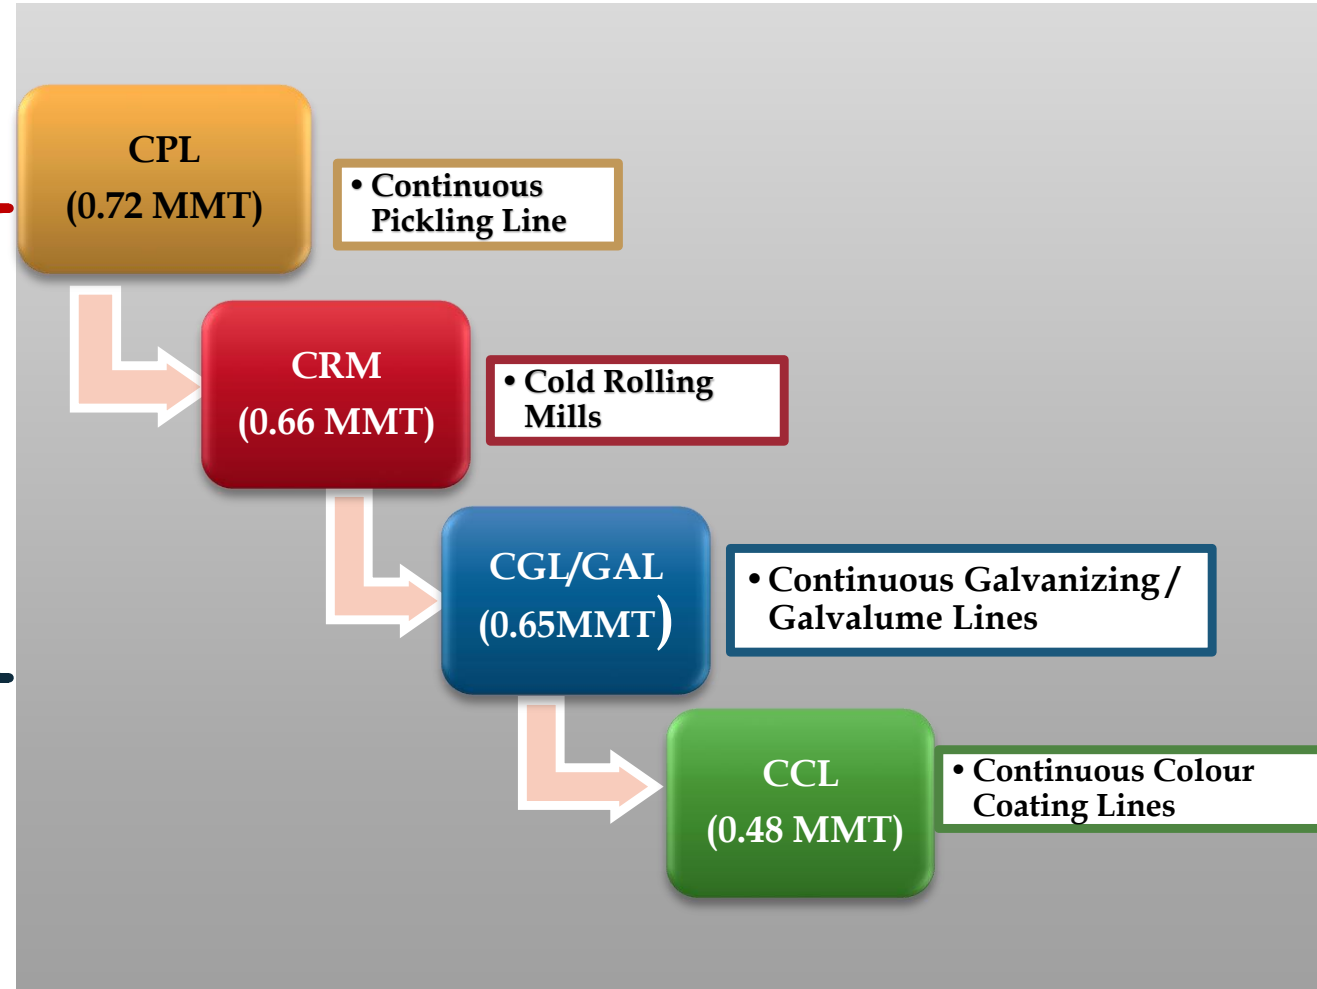 CPL
(0.72 MMT)
• Continuous
Pickling Line
CRM
(0.66 MMT)
• Cold Rolling
Mills
CGL/GAL
(0.65MMT)
• Continuous Galvanizing /
Galvalume Lines
CCL
(0.48 MMT)
• Continuous Colour
Coating Lines